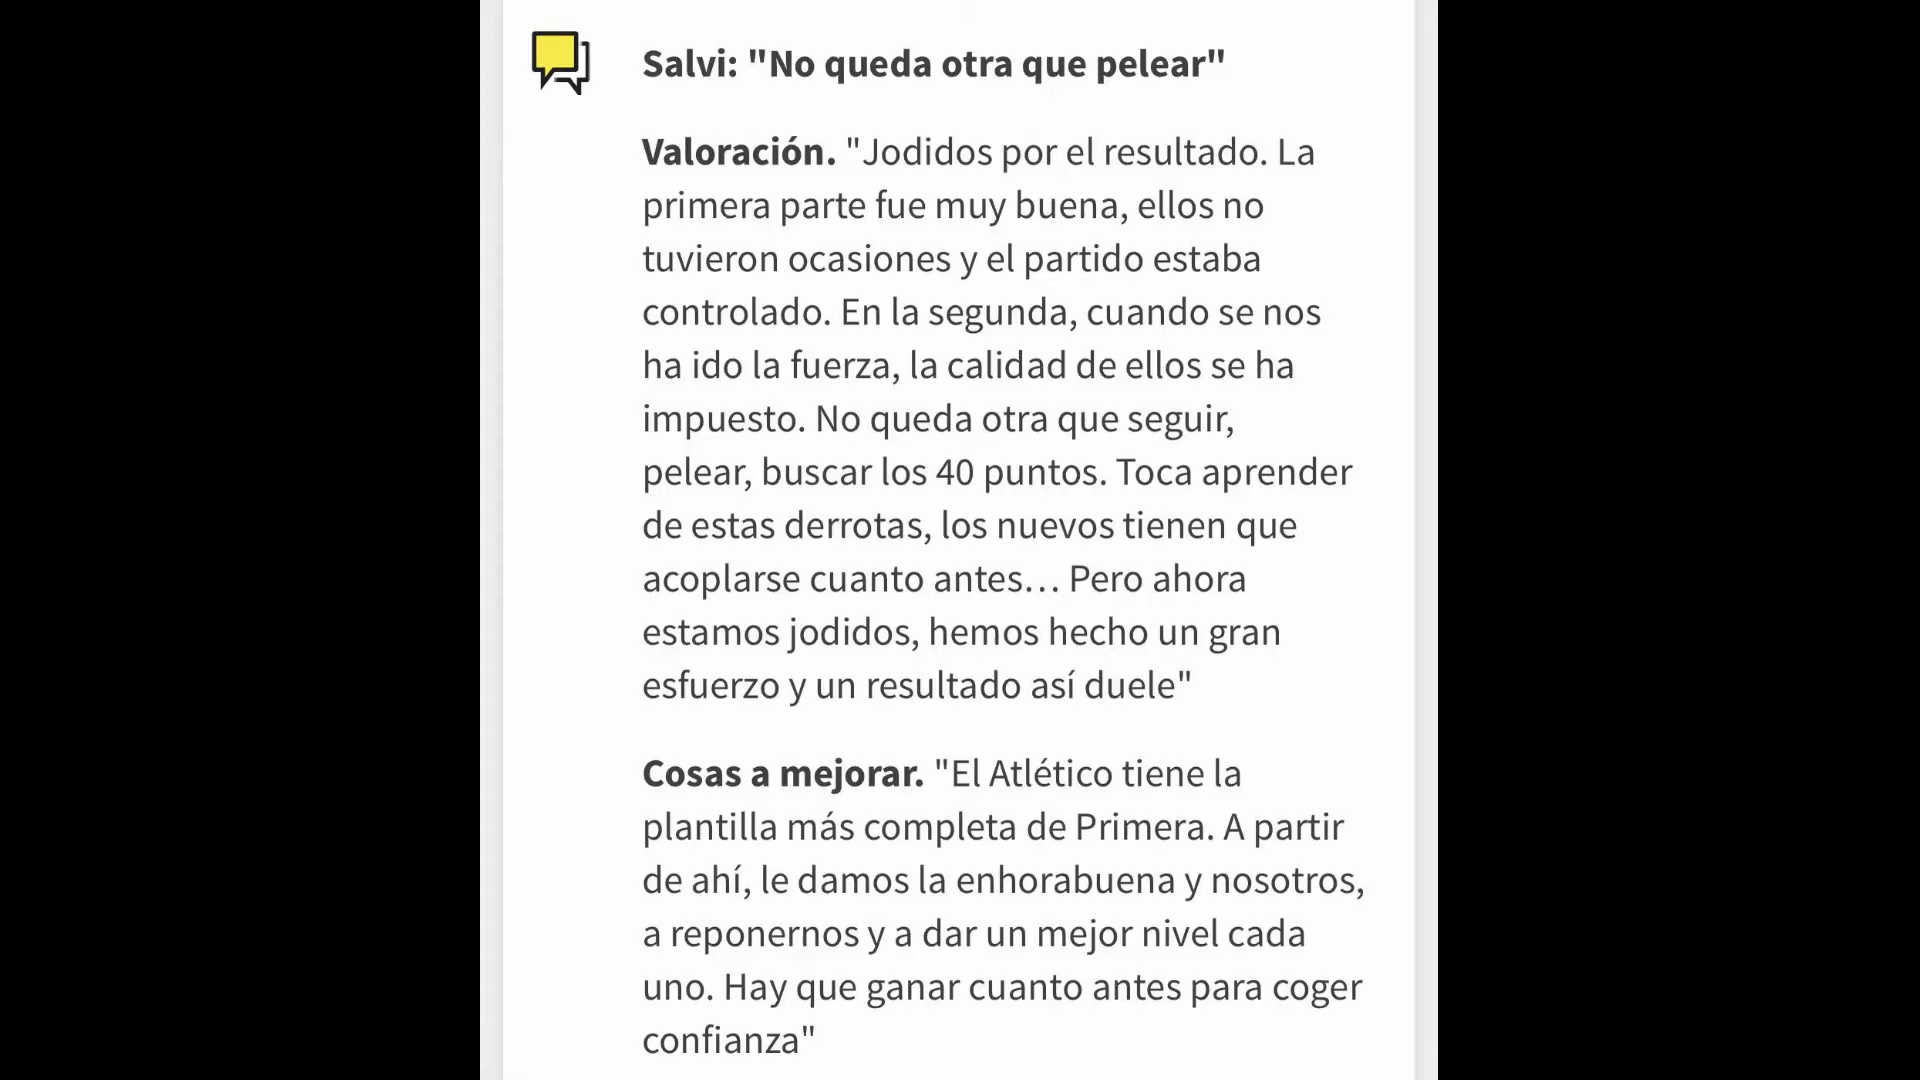 Salvi: "No queda otra que pelear"
Valoración. "Jodidos por el resultado. La
primera parte fue muy buena, ellos no
tuvieron ocasiones y el partido estaba
controlado. En la segunda, cuando se nos
ha ido la fuerza, la calidad de ellos se ha
impuesto. No queda otra que seguir,
pelear, buscar los 40 puntos. Toca aprender
de estas derrotas, los nuevos tienen que
acoplarse cuanto antes… Pero ahora
estamos jodidos, hemos hecho un gran
esfuerzo y un resultado así duele"
Cosas a mejorar. "El Atlético tiene la
plantilla más completa de Primera. A partir
de ahí, le damos la enhorabuena y nosotros,
a reponernos y a dar un mejor nivel cada
uno. Hay que ganar cuanto antes para coger
confianza"